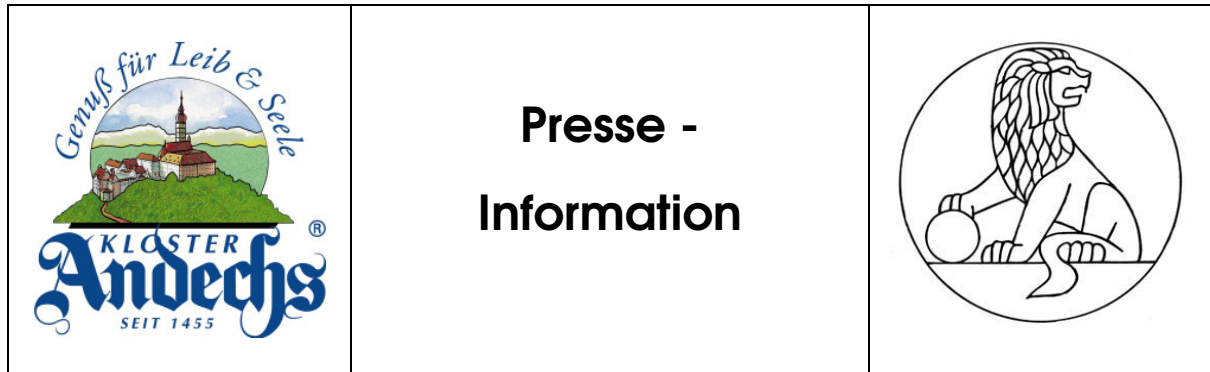 Genuß für Leib & Seele
KLOSTER
Andechs
®
SEIT 1455
Presse -
Information